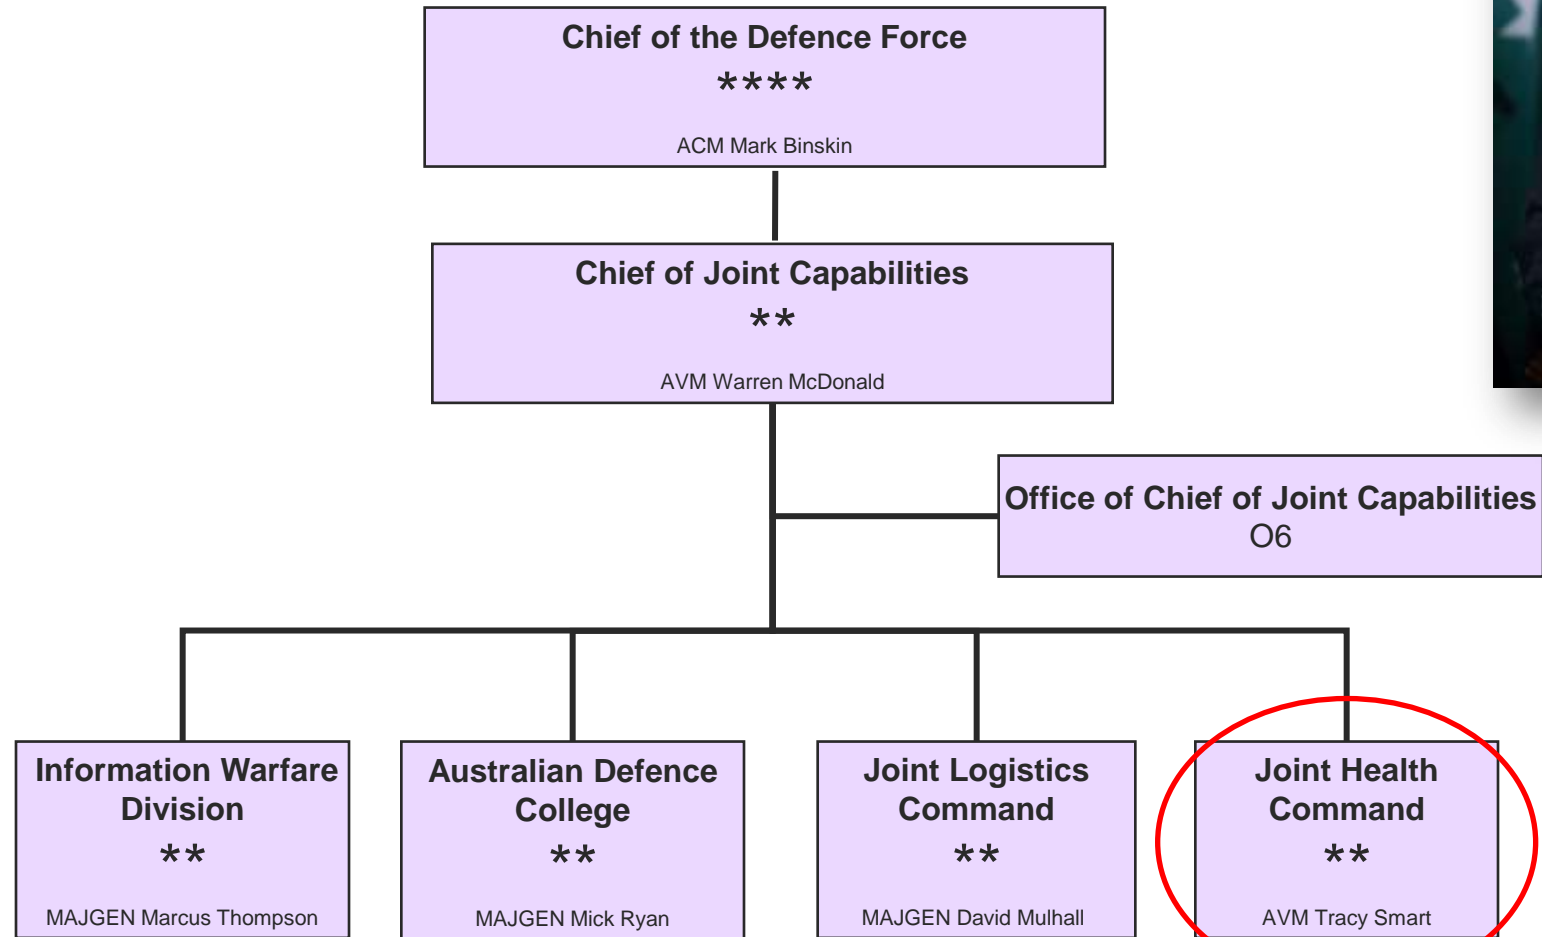 Chief of the Defence Force
****
ACM Mark Binskin
Chief of Joint Capabilities
**
AVM Warren McDonald
Office of Chief of Joint Capabilities
O6
Information Warfare
Division
**
MAJGEN Marcus Thompson
Australian Defence
College
**
MAJGEN Mick Ryan
Joint Logistics
Command
**
MAJGEN David Mulhall
Joint Health
Command
**
AVM Tracy Smart